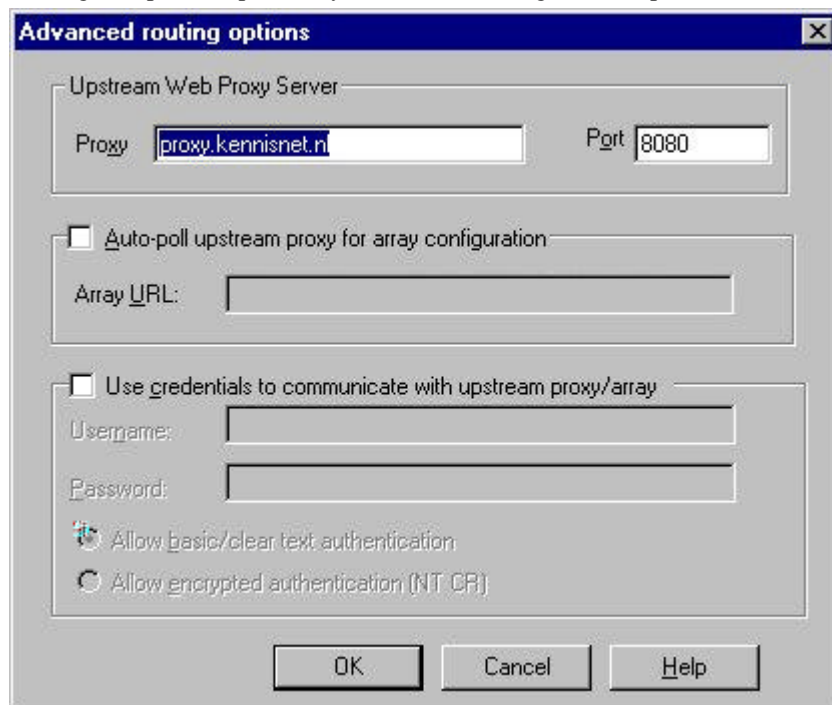 Advanced routing options
Upstream Web Proxy Server
Proxy proxy.kennisnet.nl Port 8080
Auto-poll upstream proxy for array configuration
Array URL:
Use credentials to communicate with upstream proxy/array
Username:
Password:
Allow basic/clear text authentication
Allow encrypted authentication (NT CR)
OK Cancel Help